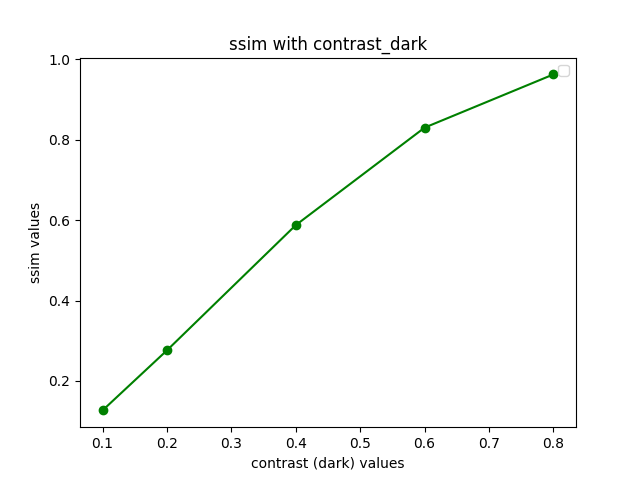 ssim with contrast_dark
1.0
0.8
0.6
0.4
0.2
ssim values
0.1 0.2 0.3 0.4 0.5 0.6 0.7 0.8
contrast (dark) values